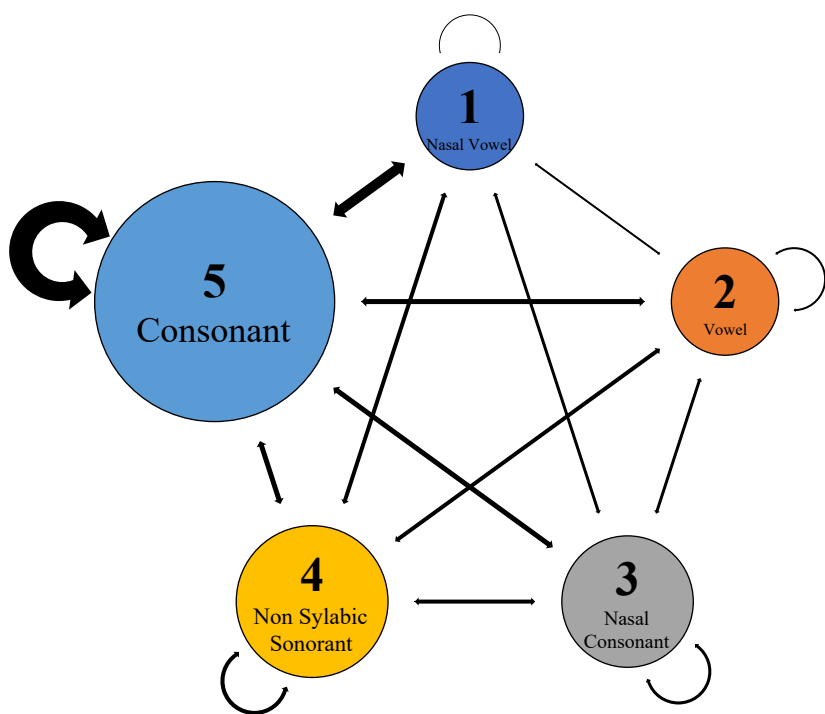 1
Nasal Vowel
5
Consonant
2
Vowel
4
Non Sylabic
Sonorant
3
Nasal
Consonant